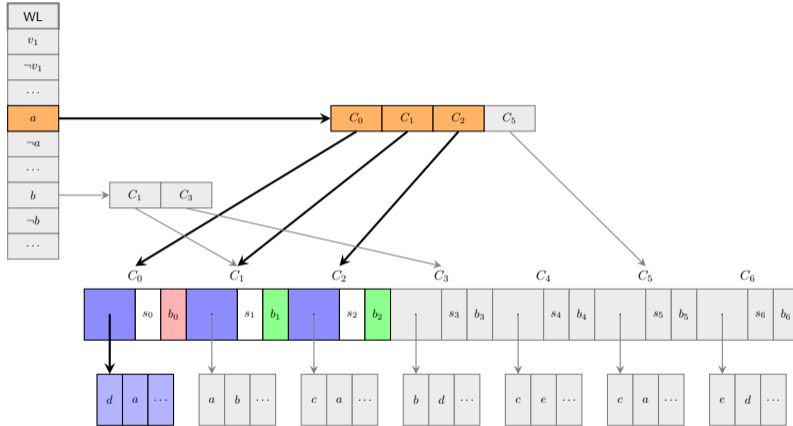 WL
v₁
¬v₁
⋯
a
¬a
⋯
b
¬b
⋯
C₀ C₁ C₂ C₅
C₁ C₃
C₀ C₁ C₂ C₃ C₄ C₅ C₆
s₀ b₀ s₁ b₁ s₂ b₂ s₃ b₃ s₄ b₄ s₅ b₅ s₆ b₆
d a ⋯ a b ⋯ c a ⋯ b d ⋯ c e ⋯ c a ⋯ e d ⋯